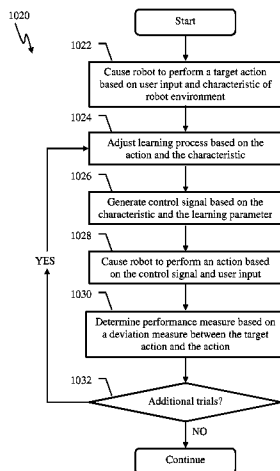 1020
Start
1022
Cause robot to perform a target action
based on user input and characteristic of
robot environment
1024
Adjust learning process based on the
action and the characteristic
1026
Generate control signal based on the
characteristic and the learning parameter
1028
Cause robot to perform an action based
on the control signal and user input
YES
1030
Determine performance measure based on
a deviation measure between the target
action and the action
1032
Additional trials?
NO
Continue